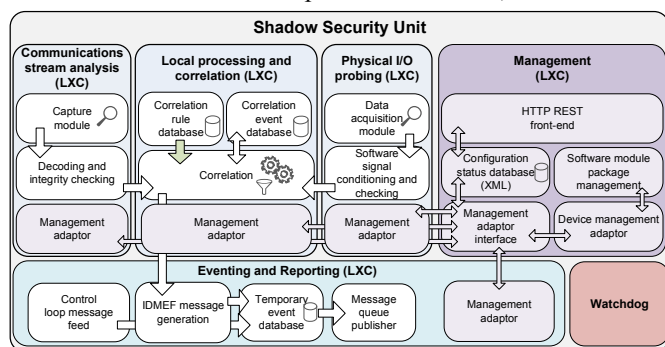 Shadow Security Unit
Communications
stream analysis
(LXC)
Capture
module
Decoding and
integrity checking
Management
adaptor
Local processing and
correlation (LXC)
Correlation
rule
database
Correlation
event
database
Correlation
Management
adaptor
Physical I/O
probing (LXC)
Data
acquisition
module
Software
signal
conditioning and
checking
Management
adaptor
Management
(LXC)
HTTP REST
front-end
Configuration
status database
(XML)
Software module
package
management
Management
adaptor
interface
Device management
adaptor
Eventing and Reporting (LXC)
Control
loop message
feed
IDMEF message
generation
Temporary
event
database
Message
queue
publisher
Management
adaptor
Watchdog